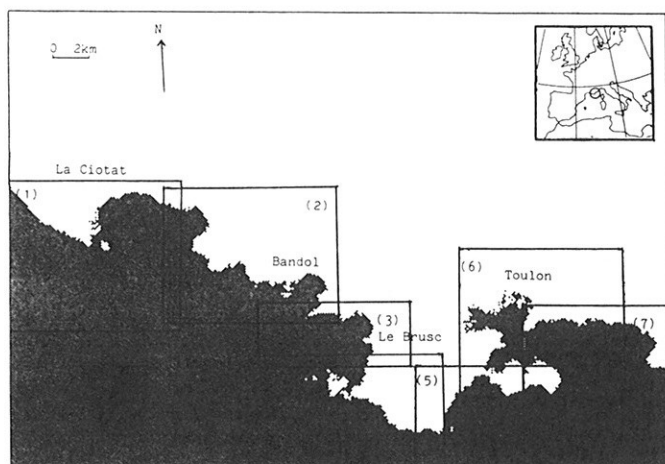 N
0 2km
La Ciotat
(1)
(2)
Bandol
(6)
Toulon
(3)
(7)
Le Brusc
(5)